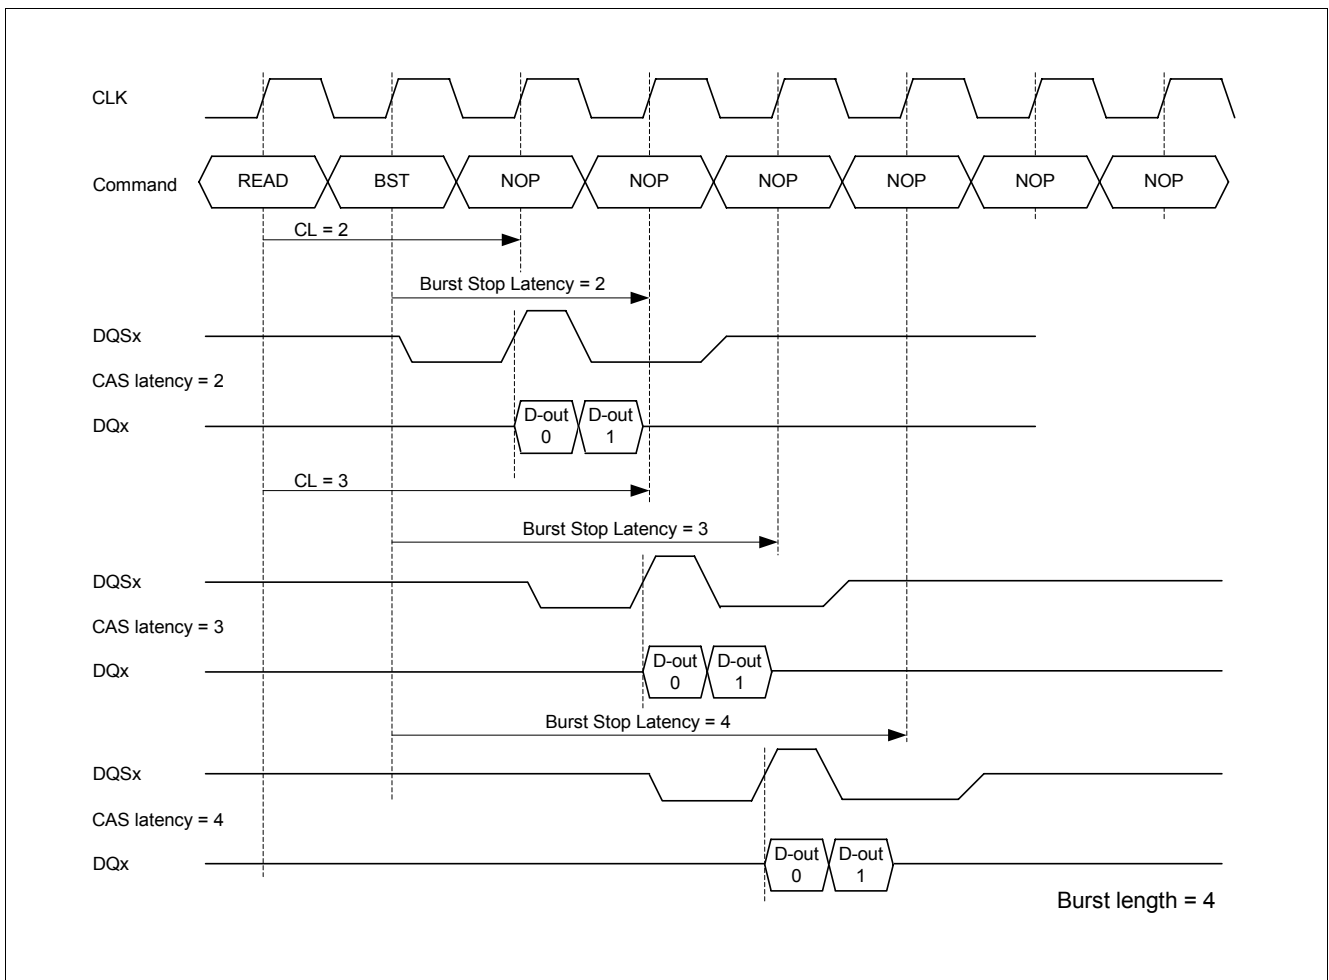 CLK
Command READ BST NOP NOP NOP NOP NOP NOP
CL = 2
Burst Stop Latency = 2
DQSx
CAS latency = 2
DQx D-out 0 D-out 1
CL = 3
Burst Stop Latency = 3
DQSx
CAS latency = 3
DQx D-out 0 D-out 1
Burst Stop Latency = 4
DQSx
CAS latency = 4
DQx D-out 0 D-out 1
Burst length = 4